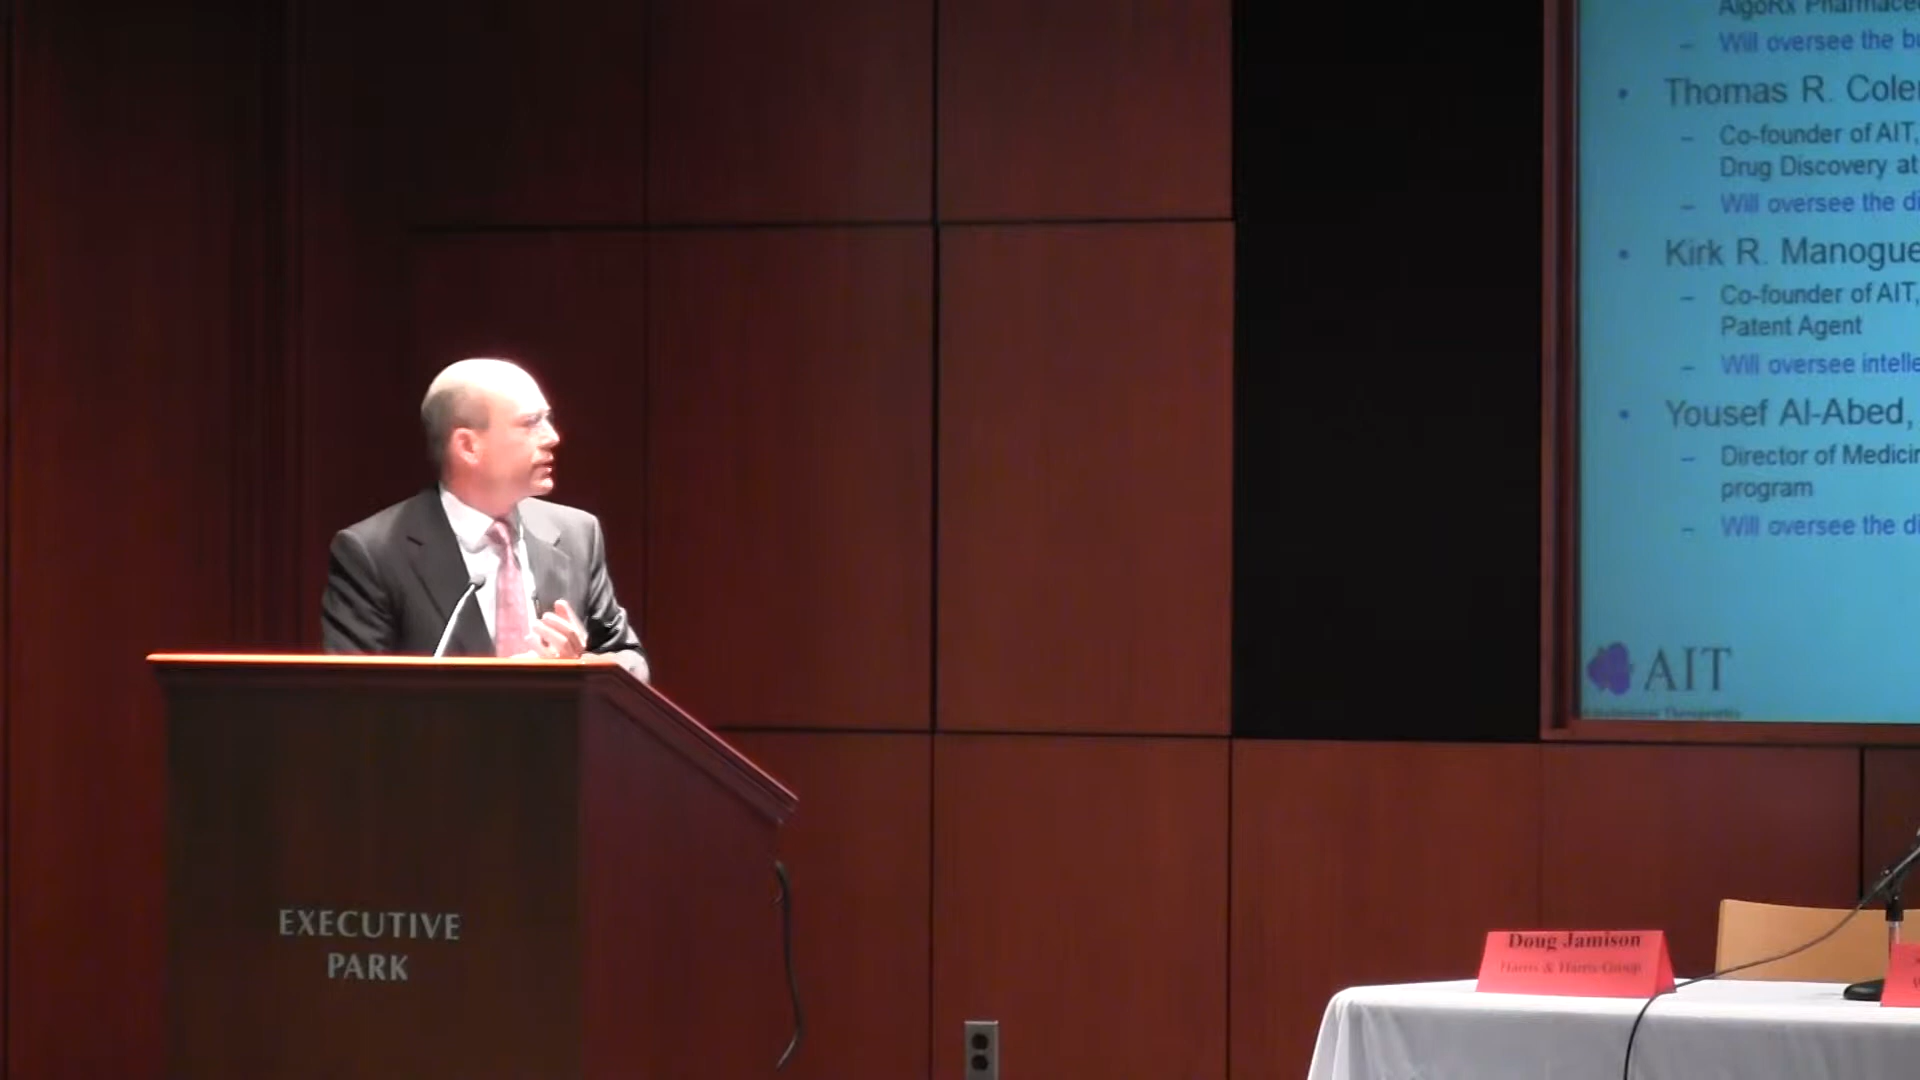 AlgoRx Pharmace
– Will oversee the b
• Thomas R. Cole
– Co-founder of AIT,
Drug Discovery at
– Will oversee the di
• Kirk R. Manogue
– Co-founder of AIT,
Patent Agent
– Will oversee intelle
• Yousef Al-Abed,
– Director of Medicin
program
– Will oversee the di
AIT
EXECUTIVE
PARK
Doug Jamison
Harris & Harris Group